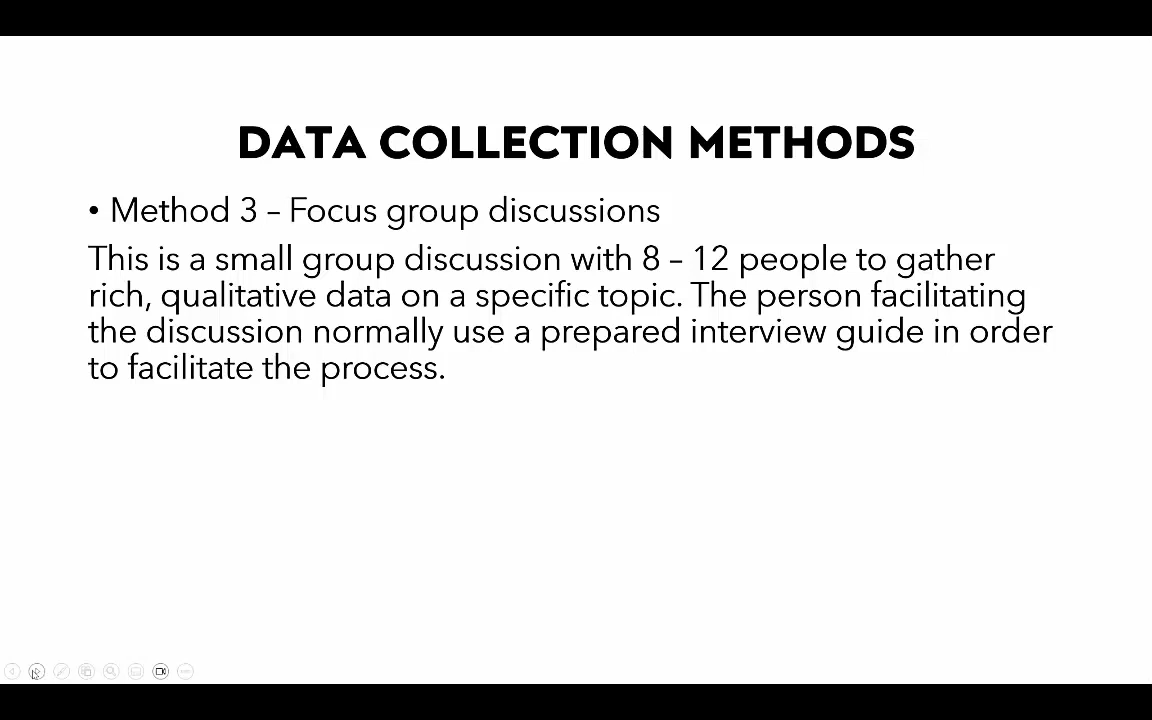 DATA COLLECTION METHODS
• Method 3 – Focus group discussions
This is a small group discussion with 8 – 12 people to gather
rich, qualitative data on a specific topic. The person facilitating
the discussion normally use a prepared interview guide in order
to facilitate the process.